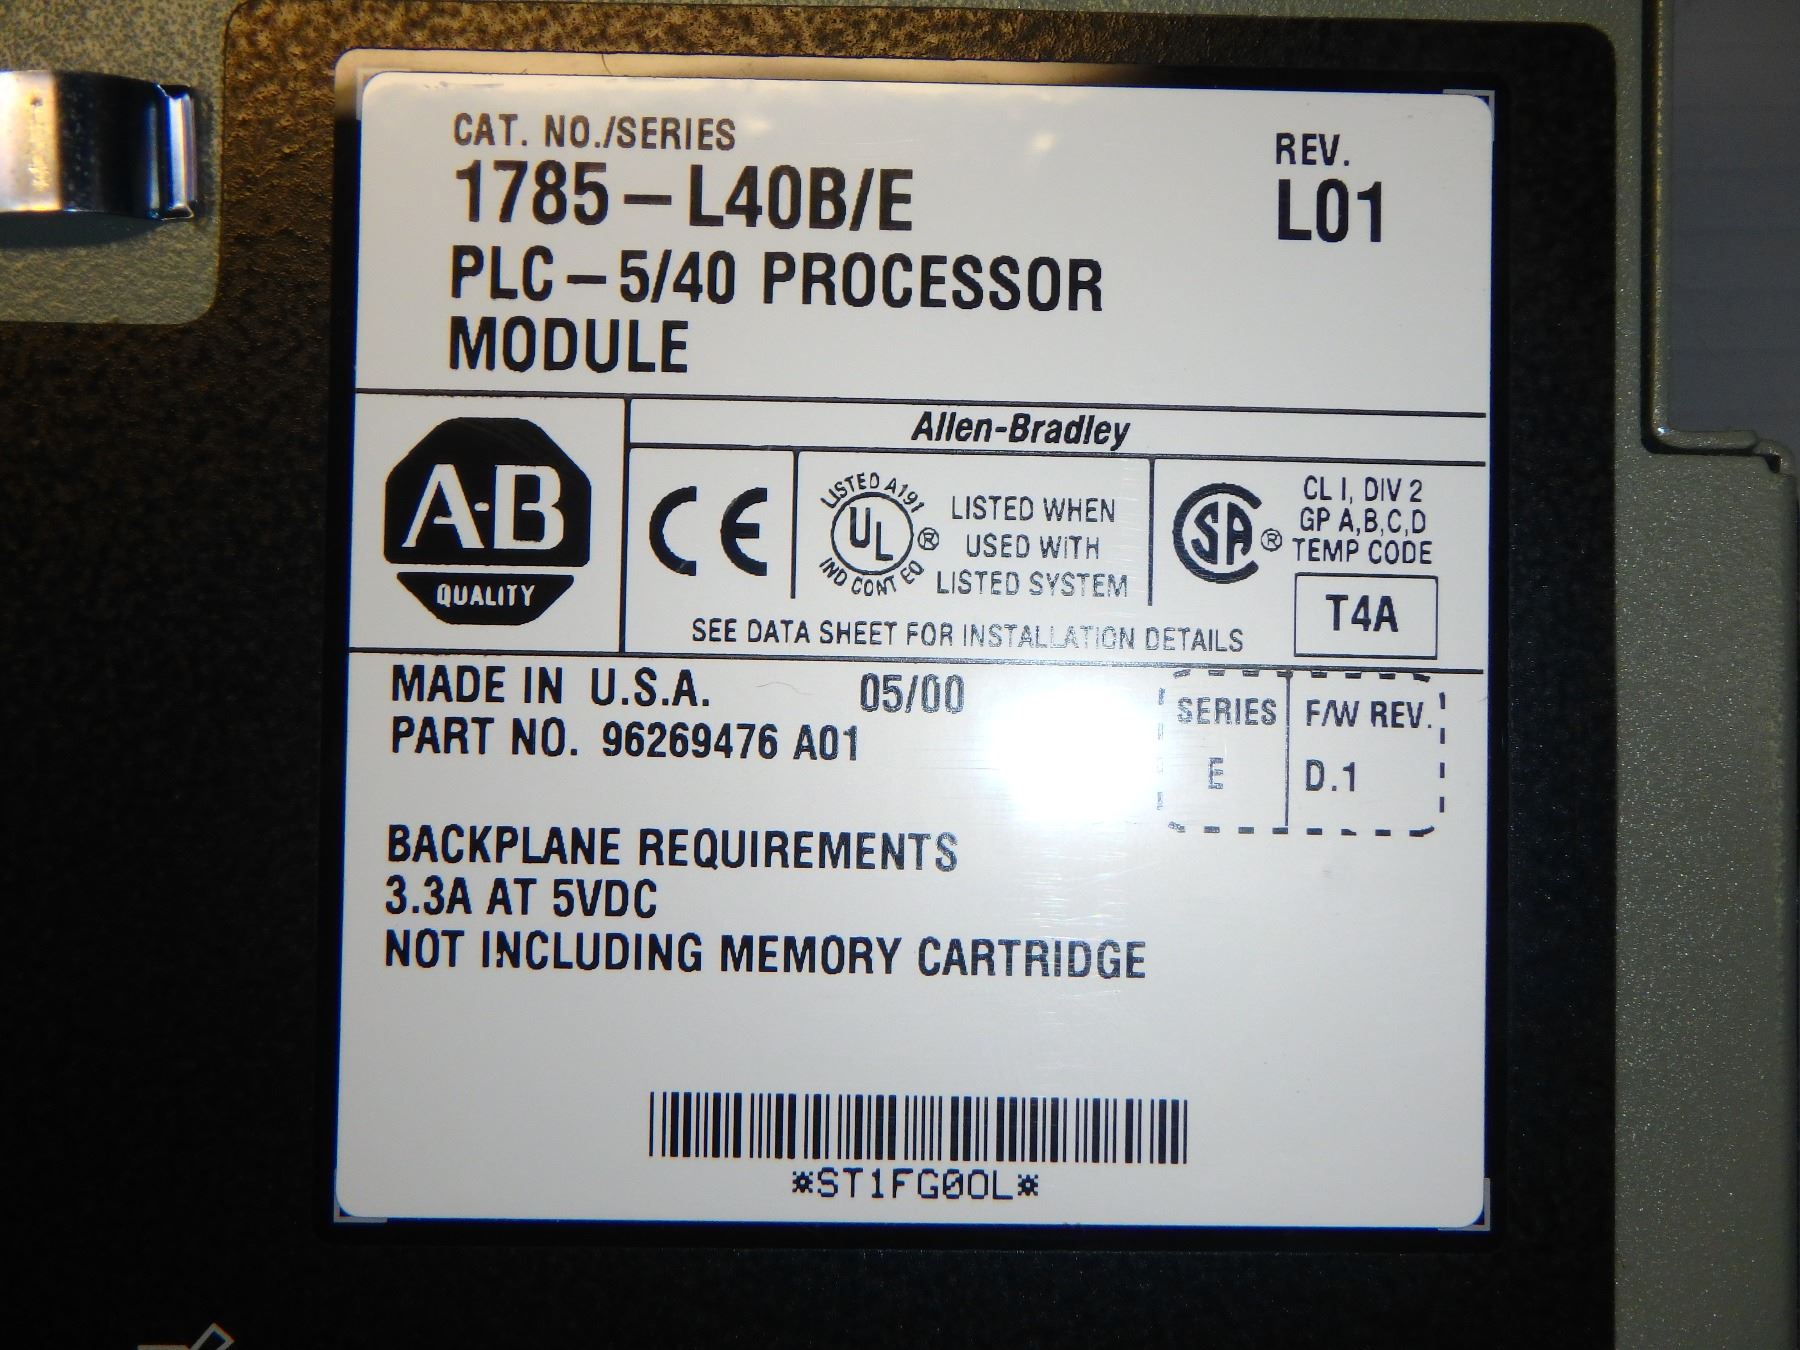 CAT. NO./SERIES
1785-L40B/E
PLC-5/40 PROCESSOR
MODULE
REV.
L01
Allen-Bradley
A-B
QUALITY
CE
LISTED A191
UL
IND CONT EQ
®
LISTED WHEN
USED WITH
LISTED SYSTEM
SA
®
CL I, DIV 2
GP A,B,C,D
TEMP CODE
T4A
SEE DATA SHEET FOR INSTALLATION DETAILS
MADE IN U.S.A. 05/00
PART NO. 96269476 A01
SERIES F/W REV.
E D.1
BACKPLANE REQUIREMENTS
3.3A AT 5VDC
NOT INCLUDING MEMORY CARTRIDGE
*ST1FG0OL*